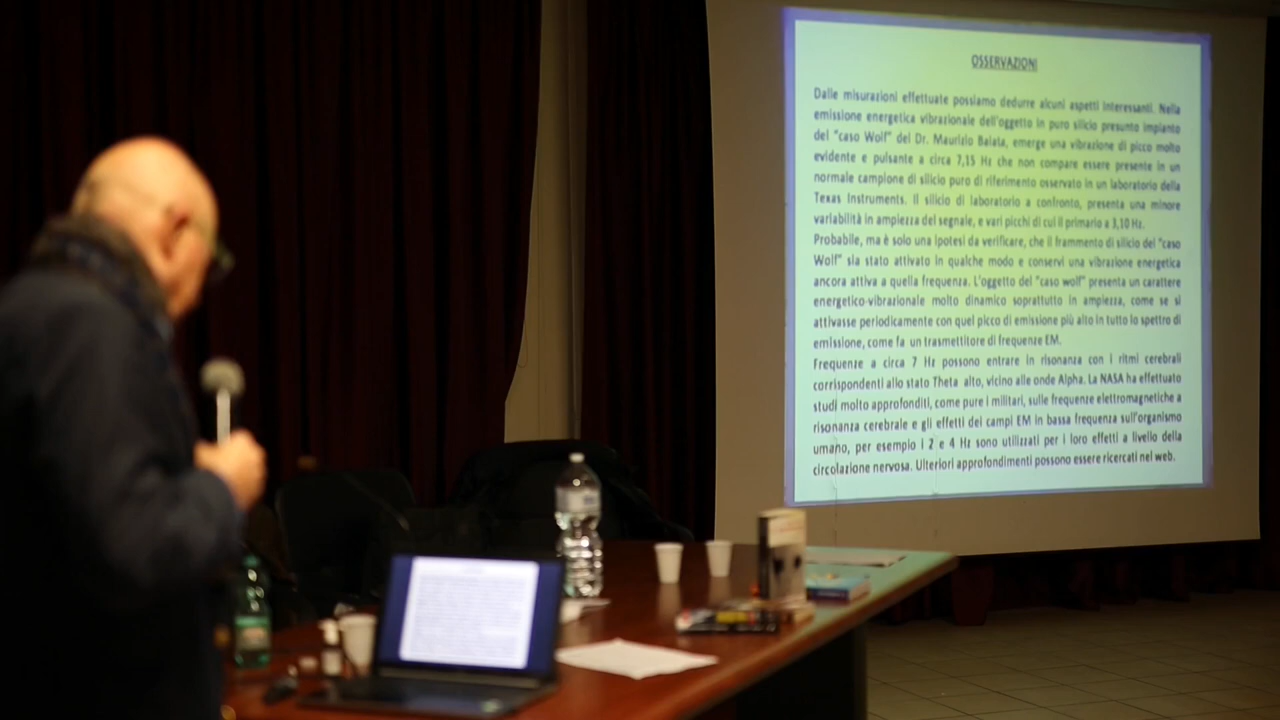 OSSERVAZIONI
Dalle misurazioni effettuate possiamo dedurre alcuni aspetti interessanti. Nella
emissione energetica vibrazionale dell'oggetto in puro silicio presunto impianto
del "caso Wolf" del Dr. Maurizio Baiata, emerge una vibrazione di picco molto
evidente e pulsante a circa 7,15 Hz che non compare essere presente in un
normale campione di silicio puro di riferimento osservato in un laboratorio della
Texas Instruments. Il silicio di laboratorio a confronto, presenta una minore
variabilità in ampiezza del segnale, e vari picchi di cui il primario a 3,10 Hz.
Probabile, ma è solo una ipotesi da verificare, che il frammento di silicio del "caso
Wolf" sia stato attivato in qualche modo e conservi una vibrazione energetica
ancora attiva a quella frequenza. L'oggetto del "caso wolf" presenta un carattere
energetico-vibrazionale molto dinamico soprattutto in ampiezza, come se si
attivasse periodicamente con quel picco di emissione più alto in tutto lo spettro di
emissione, come fa un trasmettitore di frequenze EM.
Frequenze a circa 7 Hz possono entrare in risonanza con i ritmi cerebrali
corrispondenti allo stato Theta alto, vicino alle onde Alpha. La NASA ha effettuato
studi molto approfonditi, come pure i militari, sulle frequenze elettromagnetiche a
risonanza cerebrale e gli effetti dei campi EM in bassa frequenza sull'organismo
umano, per esempio i 2 e 4 Hz sono utilizzati per i loro effetti a livello della
circolazione nervosa. Ulteriori approfondimenti possono essere ricercati nel web.